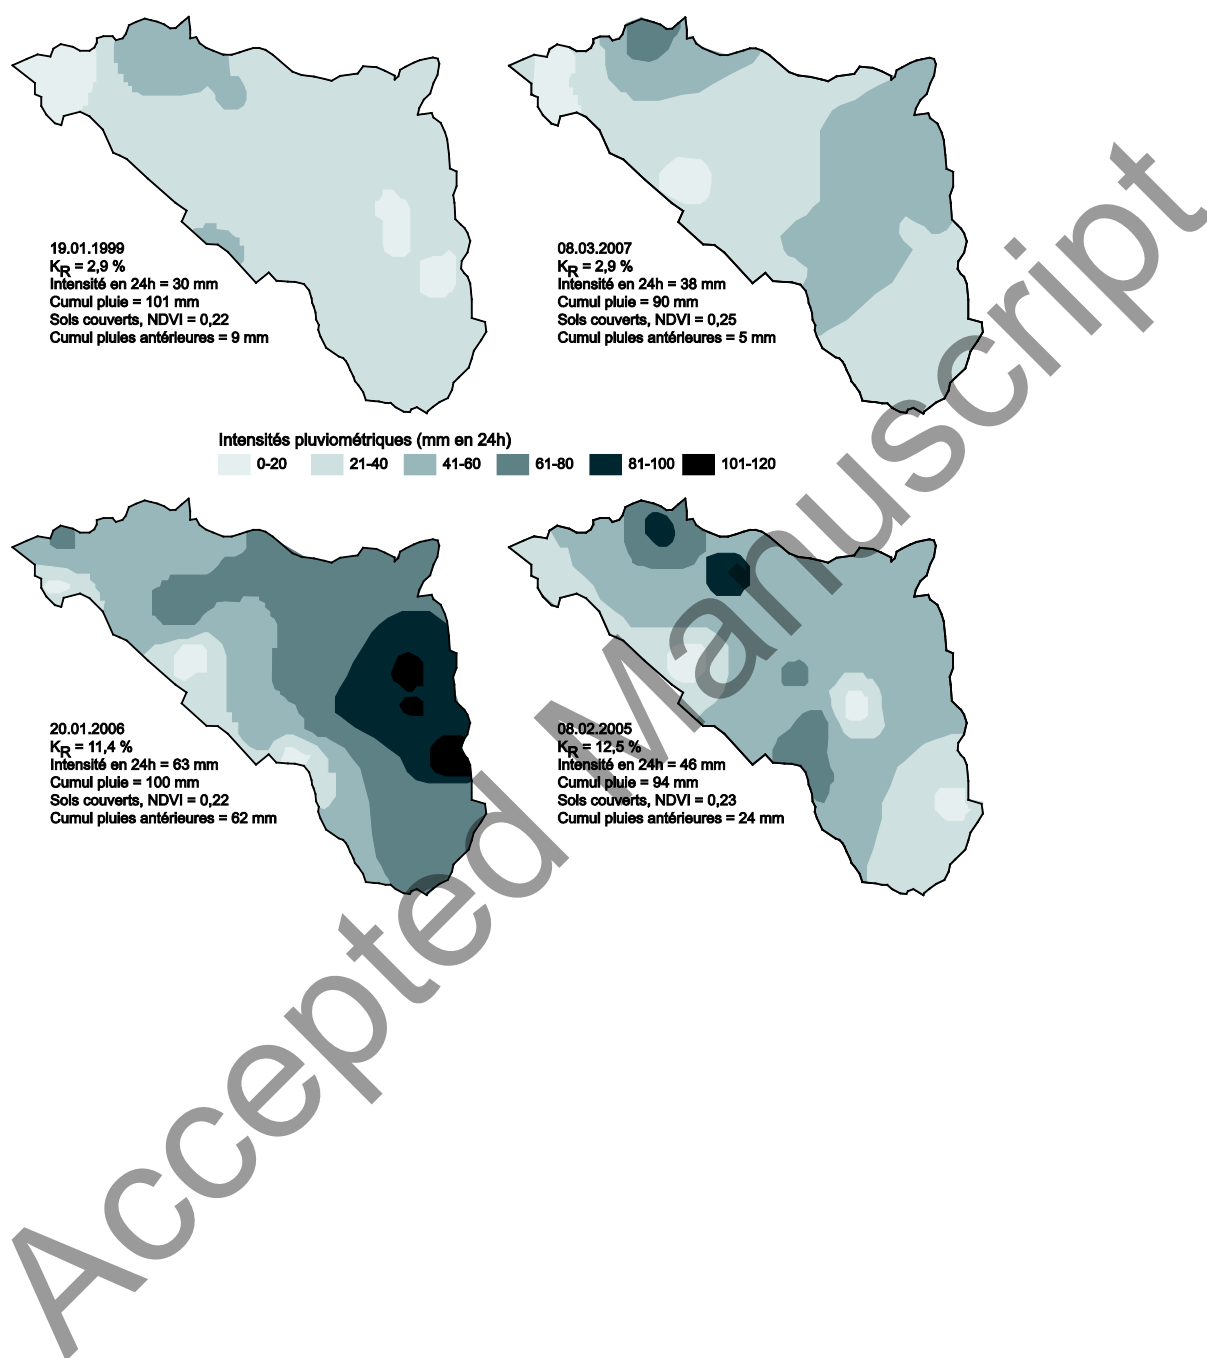 19.01.1999
KR = 2,9 %
Intensité en 24h = 30 mm
Cumul pluie = 101 mm
Sols couverts, NDVI = 0,22
Cumul pluies antérieures = 9 mm
08.03.2007
KR = 2,9 %
Intensité en 24h = 38 mm
Cumul pluie = 90 mm
Sols couverts, NDVI = 0,25
Cumul pluies antérieures = 5 mm
Intensités pluviométriques (mm en 24h)
0-20 21-40 41-60 61-80 81-100 101-120
20.01.2006
KR = 11,4 %
Intensité en 24h = 63 mm
Cumul pluie = 100 mm
Sols couverts, NDVI = 0,22
Cumul pluies antérieures = 62 mm
08.02.2005
KR = 12,5 %
Intensité en 24h = 46 mm
Cumul pluie = 94 mm
Sols couverts, NDVI = 0,23
Cumul pluies antérieures = 24 mm
Accepted Manuscript